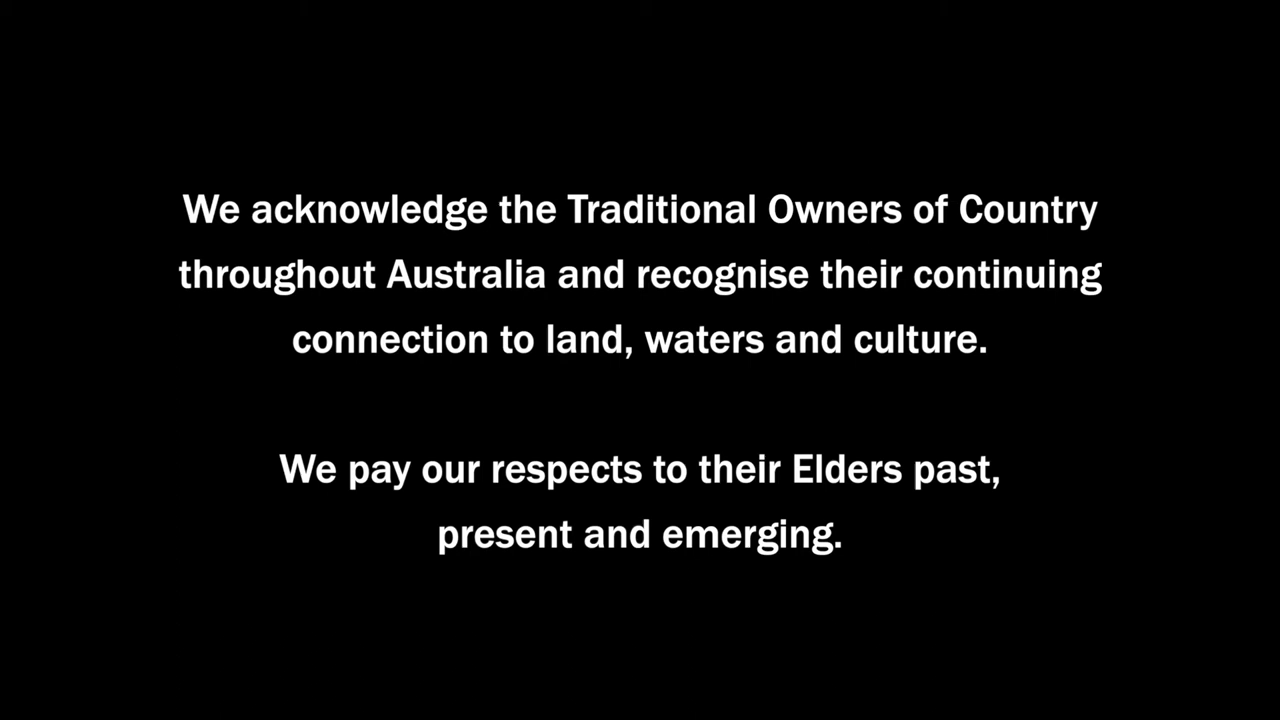 We acknowledge the Traditional Owners of Country
throughout Australia and recognise their continuing
connection to land, waters and culture.
We pay our respects to their Elders past,
present and emerging.